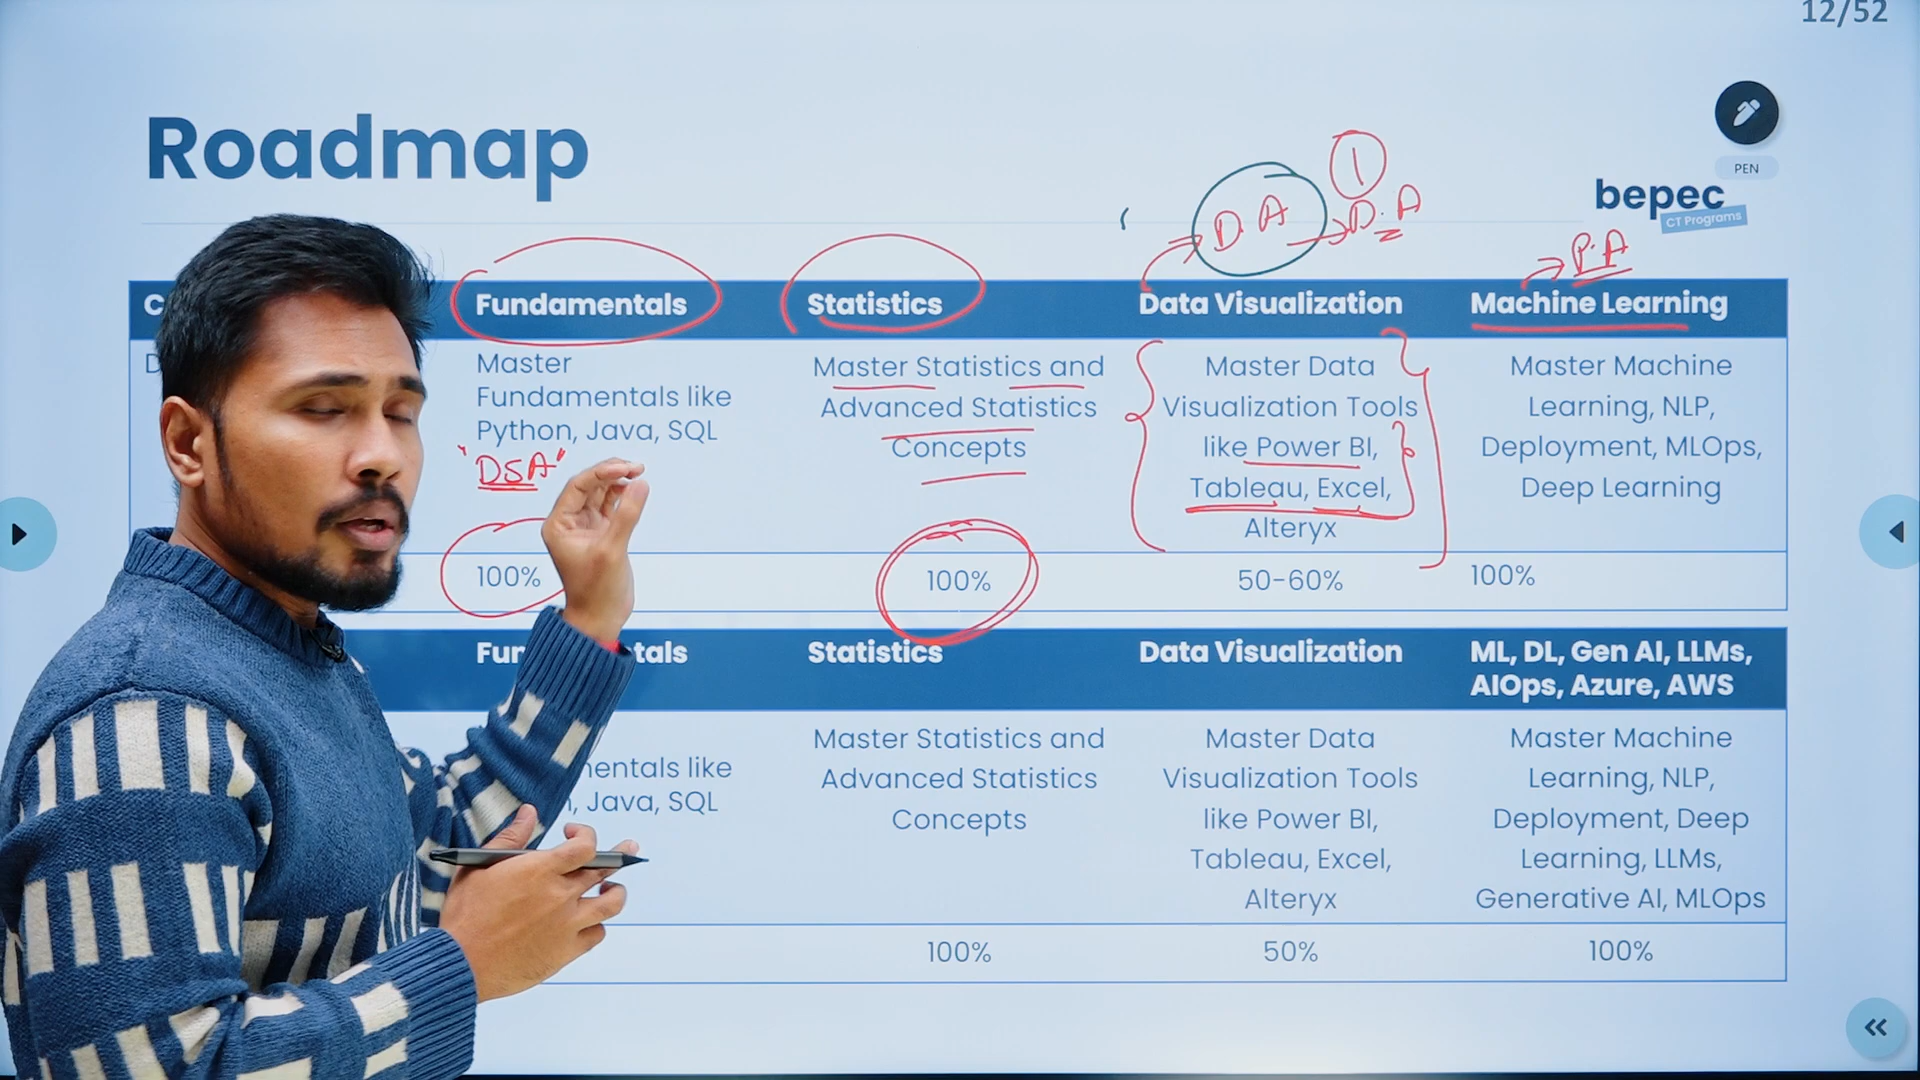 12/52
Roadmap
PEN
bepec
CT Programs
1
D.A
D.A
P.A
Fundamentals
Statistics
Data Visualization
Machine Learning
Master
Fundamentals like
Python, Java, SQL
"DSA"
Master Statistics and
Advanced Statistics
Concepts
Master Data
Visualization Tools
like Power BI,
Tableau, Excel,
Alteryx
Master Machine
Learning, NLP,
Deployment, MLOps,
Deep Learning
100%
100%
50-60%
100%
Statistics
Data Visualization
ML, DL, Gen AI, LLMs,
AIOps, Azure, AWS
like
Java, SQL
Master Statistics and
Advanced Statistics
Concepts
Master Data
Visualization Tools
like Power BI,
Tableau, Excel,
Alteryx
Master Machine
Learning, NLP,
Deployment, Deep
Learning, LLMs,
Generative AI, MLOps
100%
50%
100%